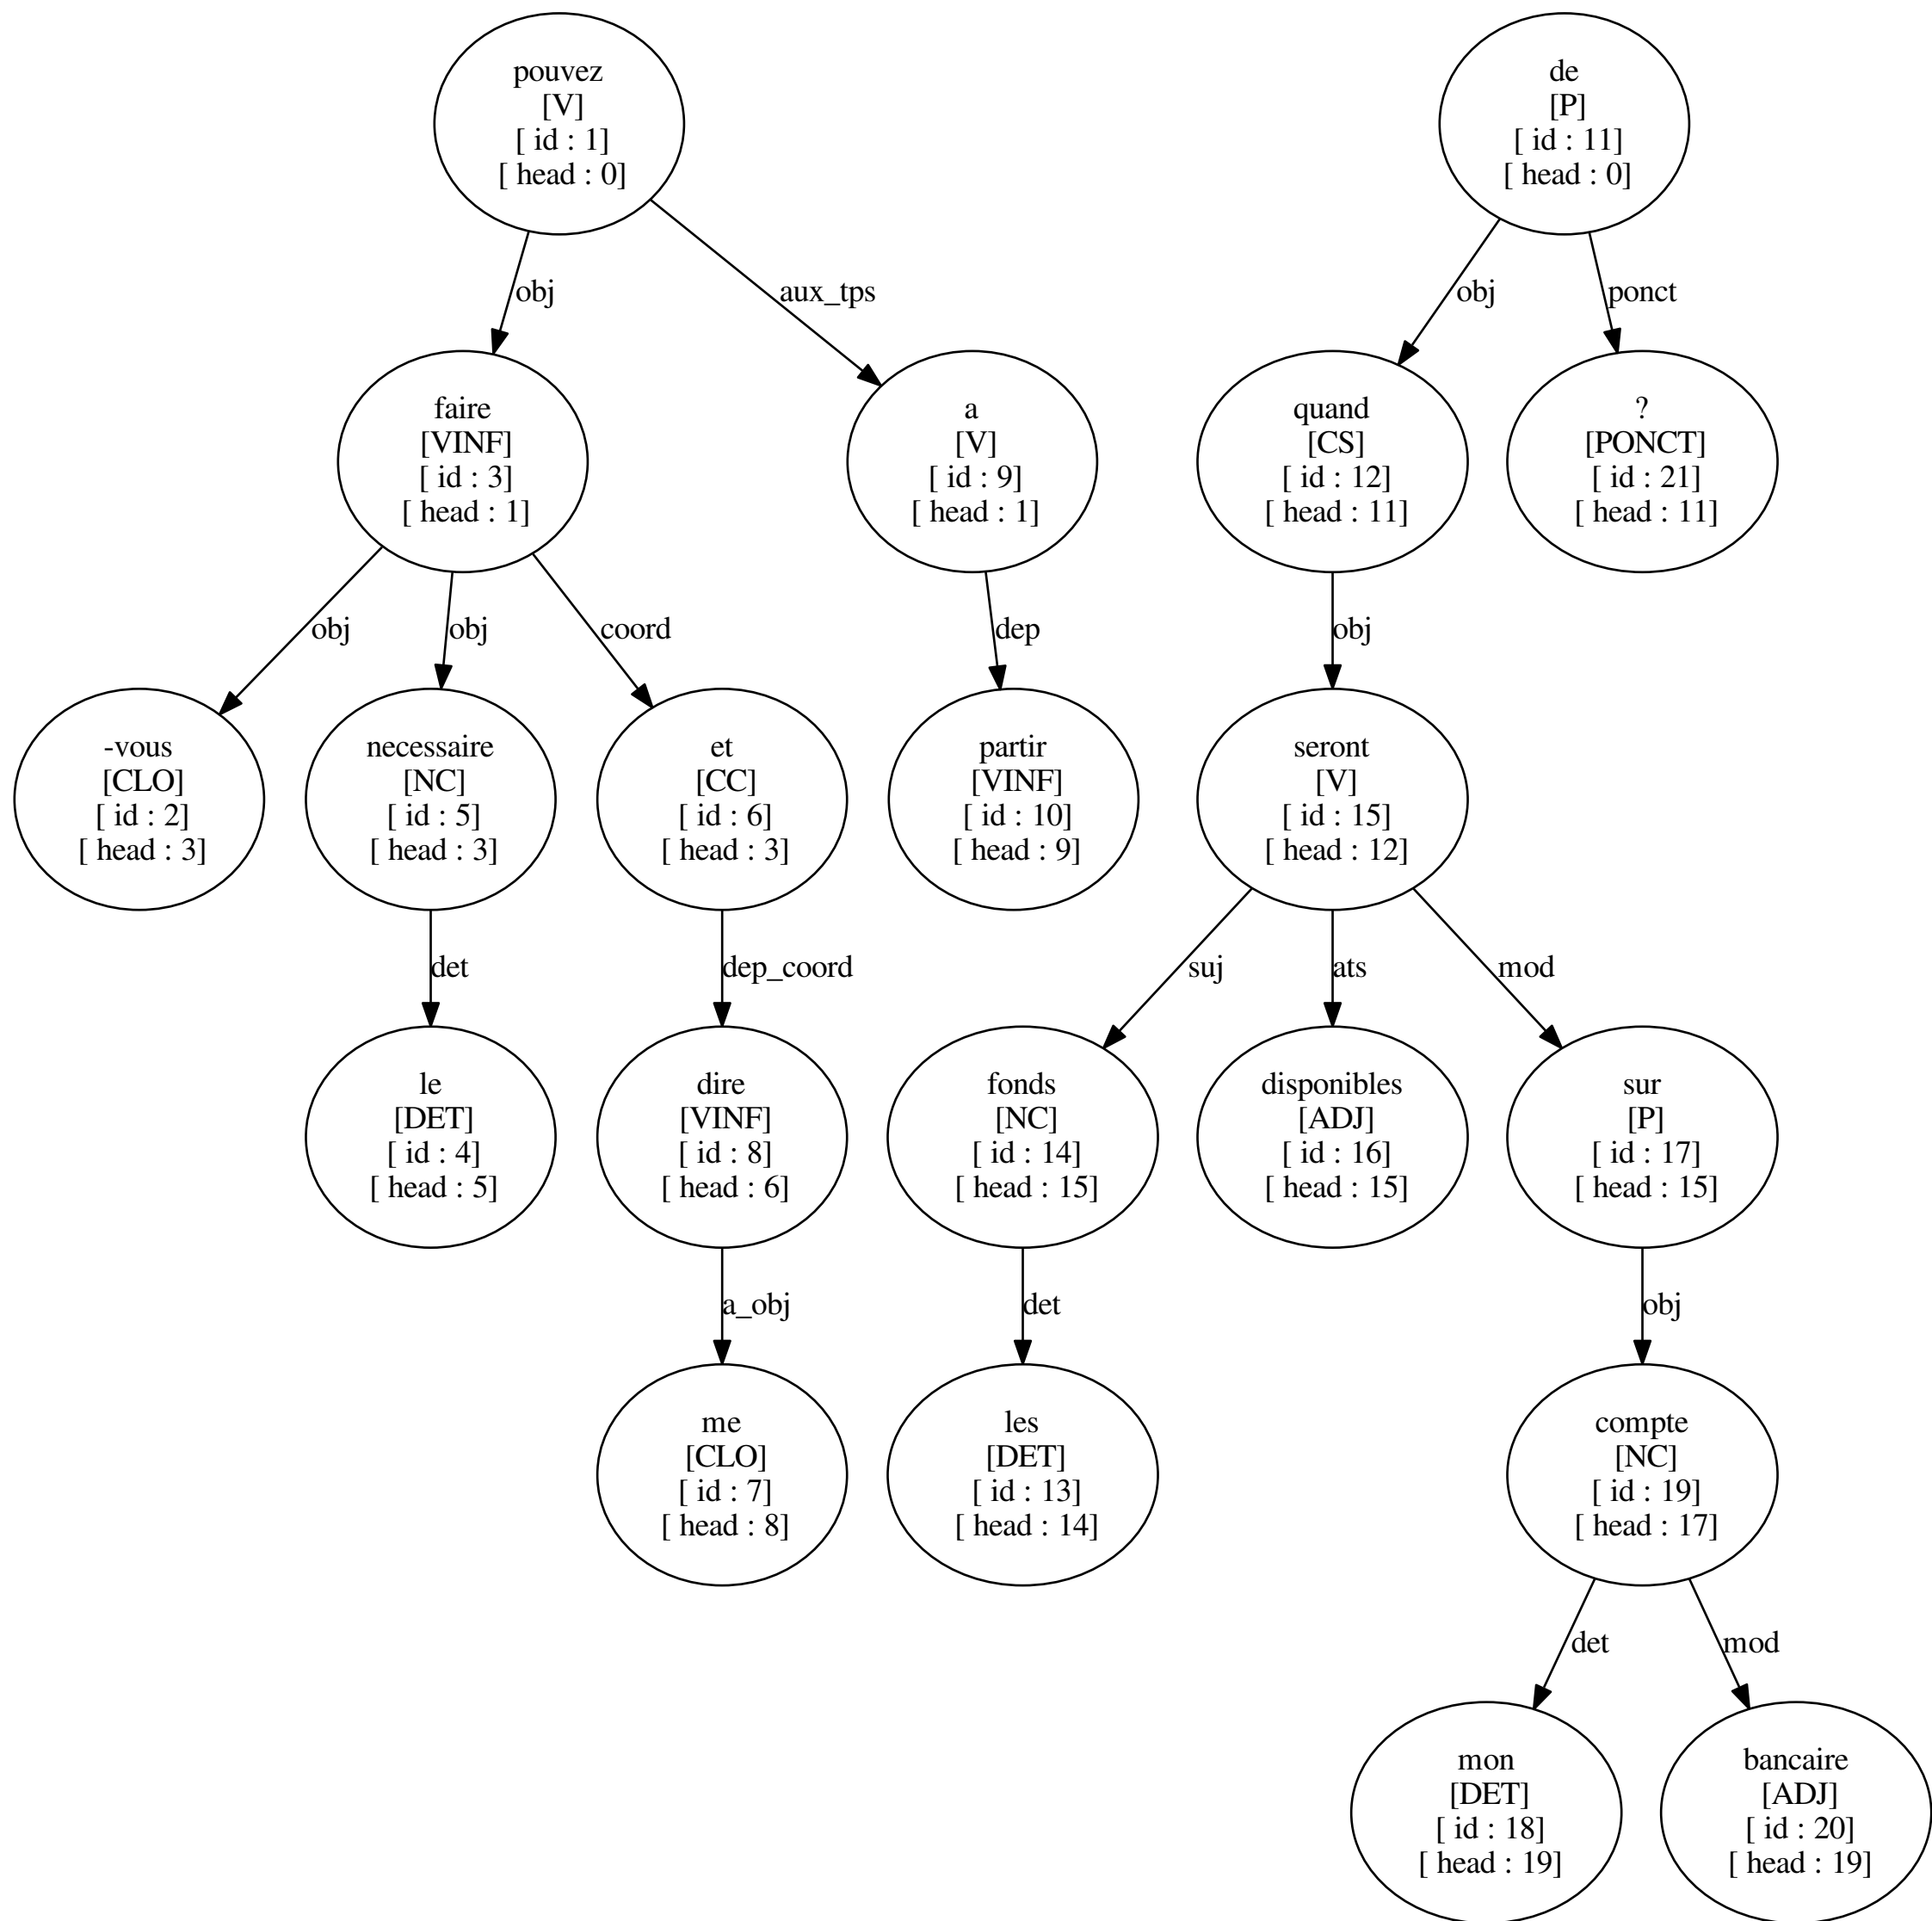 pouvez
[V]
[ id : 1]
[ head : 0]
de
[P]
[ id : 11]
[ head : 0]
obj
aux_tps
obj
ponct
faire
[VINF]
[ id : 3]
[ head : 1]
a
[V]
[ id : 9]
[ head : 1]
quand
[CS]
[ id : 12]
[ head : 11]
?
[PONCT]
[ id : 21]
[ head : 11]
obj
obj
coord
dep
obj
-vous
[CLO]
[ id : 2]
[ head : 3]
necessaire
[NC]
[ id : 5]
[ head : 3]
et
[CC]
[ id : 6]
[ head : 3]
partir
[VINF]
[ id : 10]
[ head : 9]
seront
[V]
[ id : 15]
[ head : 12]
det
dep_coord
suj
ats
mod
le
[DET]
[ id : 4]
[ head : 5]
dire
[VINF]
[ id : 8]
[ head : 6]
fonds
[NC]
[ id : 14]
[ head : 15]
disponibles
[ADJ]
[ id : 16]
[ head : 15]
sur
[P]
[ id : 17]
[ head : 15]
a_obj
det
obj
me
[CLO]
[ id : 7]
[ head : 8]
les
[DET]
[ id : 13]
[ head : 14]
compte
[NC]
[ id : 19]
[ head : 17]
det
mod
mon
[DET]
[ id : 18]
[ head : 19]
bancaire
[ADJ]
[ id : 20]
[ head : 19]